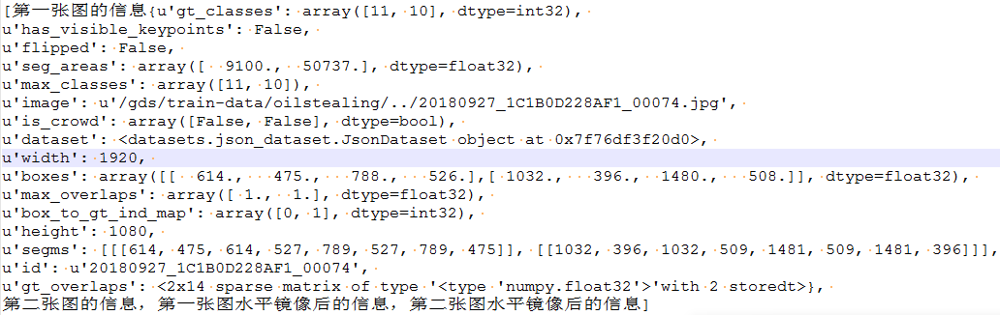 [第一张图的信息{u'gt_classes': array([11, 10], dtype=int32),
u'has_visible_keypoints': False,
u'flipped': False,
u'seg_areas': array([  9100.,  50737.], dtype=float32),
u'max_classes': array([11, 10]),
u'image': u'/gds/train-data/oilstealing/../20180927_1C1B0D228AF1_00074.jpg',
u'is_crowd': array([False, False], dtype=bool),
u'dataset': <datasets.json_dataset.JsonDataset object at 0x7f76df3f20d0>,
u'width': 1920,
u'boxes': array([[  614.,   475.,   788.,   526.],[ 1032.,   396.,  1480.,   508.]], dtype=float32),
u'max_overlaps': array([ 1.,  1.], dtype=float32),
u'box_to_gt_ind_map': array([0, 1], dtype=int32),
u'height': 1080,
u'segms': [[[614, 475, 614, 527, 789, 527, 789, 475]], [[1032, 396, 1032, 509, 1481, 509, 1481, 396]]],
u'id': u'20180927_1C1B0D228AF1_00074',
u'gt_overlaps': <2x14 sparse matrix of type '<type 'numpy.float32'>'with 2 storedt>},
第二张图的信息, 第一张图水平镜像后的信息, 第二张图水平镜像后的信息]